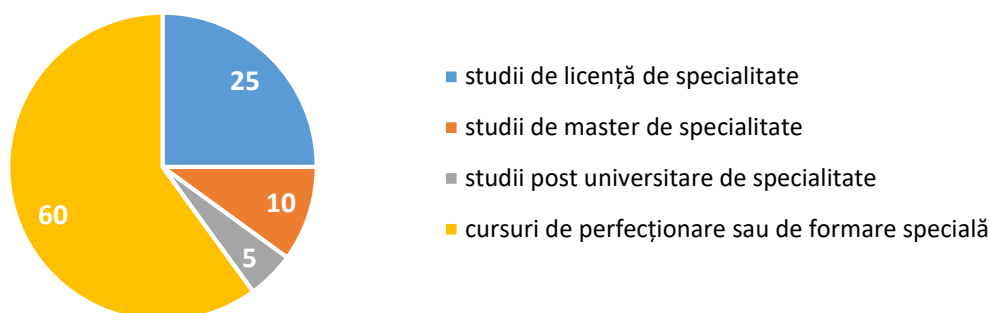 25
10
5
60
studii de licență de specialitate
studii de master de specialitate
studii post universitare de specialitate
cursuri de perfecționare sau de formare specială